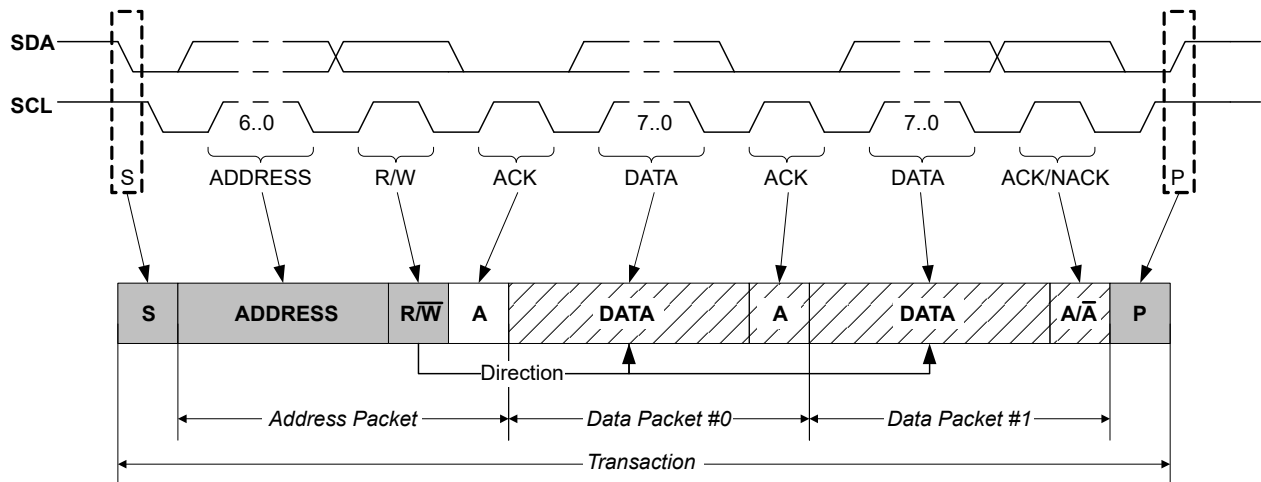 SDA
SCL
6..0
7..0
7..0
S
ADDRESS
R/W
ACK
DATA
ACK
DATA
ACK/NACK
P
S
ADDRESS
R/W̅
A
DATA
A
DATA
A/A̅
P
Direction
Address Packet
Data Packet #0
Data Packet #1
Transaction